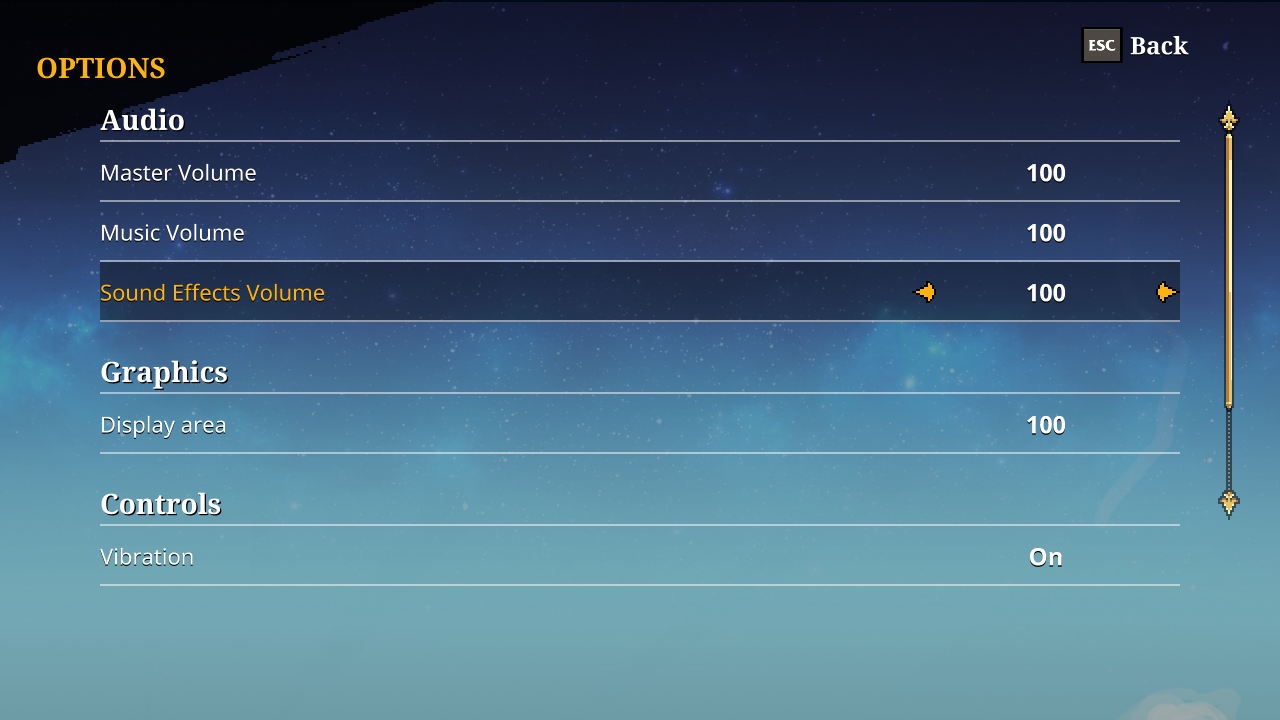 OPTIONS
ESC Back
Audio
Master Volume 100
Music Volume 100
Sound Effects Volume 100
Graphics
Display area 100
Controls
Vibration On